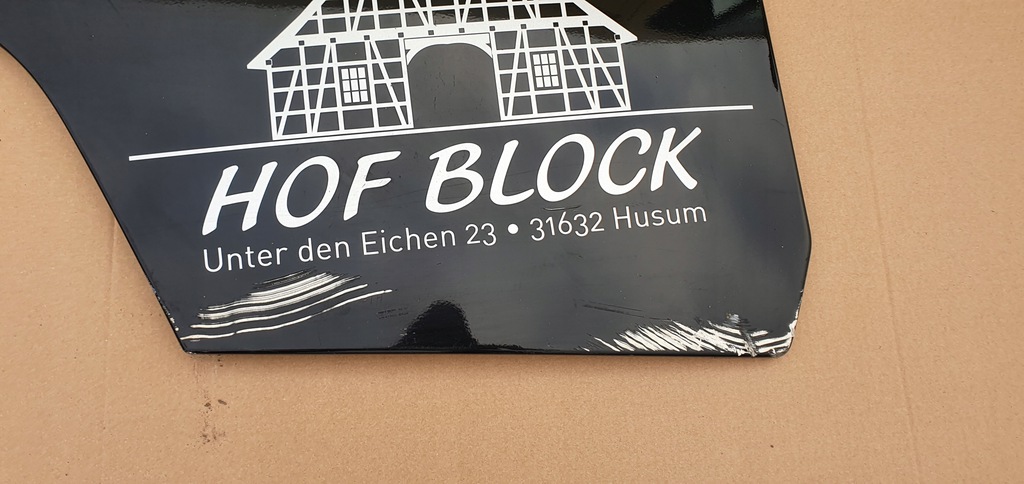 HOF BLOCK
Unter den Eichen 23 • 31632 Husum